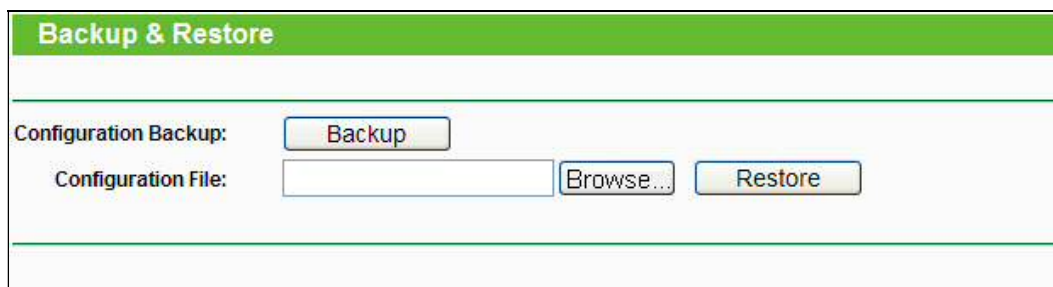 Backup & Restore
Configuration Backup: Backup
Configuration File: Browse... Restore